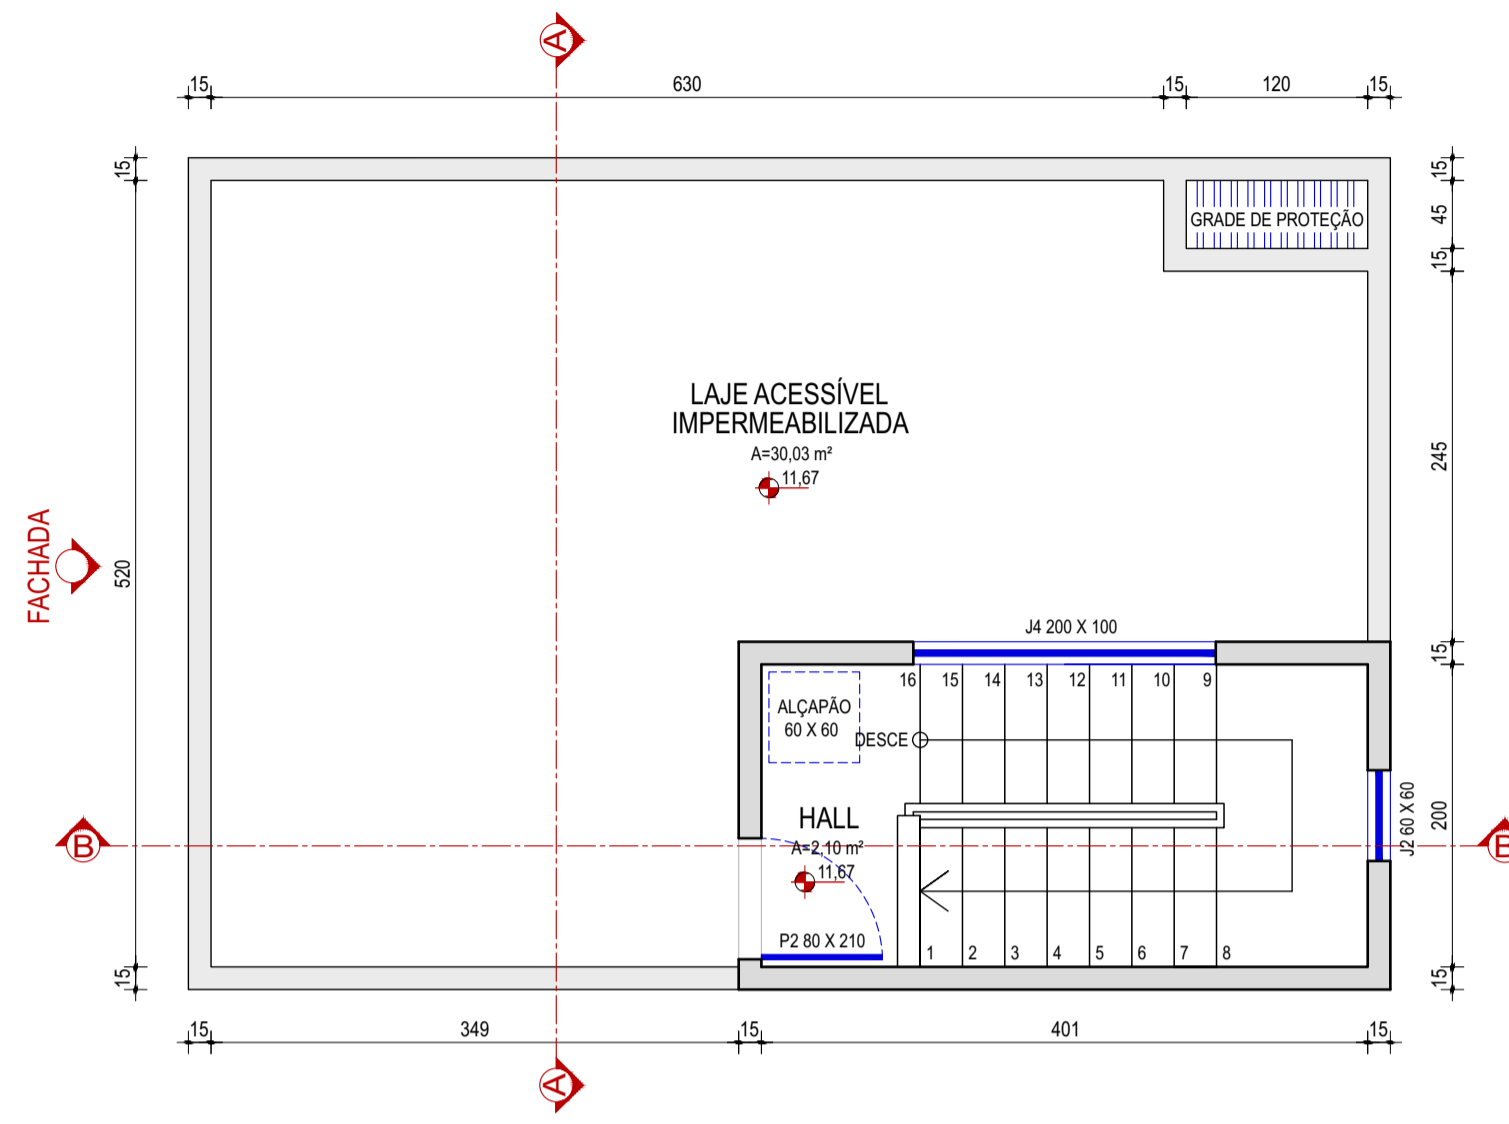 A
15 630 15 120 15
15
15
GRADE DE PROTEÇÃO
45
15
LAJE ACESSÍVEL
IMPERMEABILIZADA
A=30,03 m²
11,67
245
FACHADA
520
J4 200 X 100
15
16 15 14 13 12 11 10 9
ALÇAPÃO
60 X 60
DESCE
HALL
A=2,10 m²
11,67
J2 60 X 60
200
B
B
P2 80 X 210
1 2 3 4 5 6 7 8
15
15
15 349 15 401 15
A